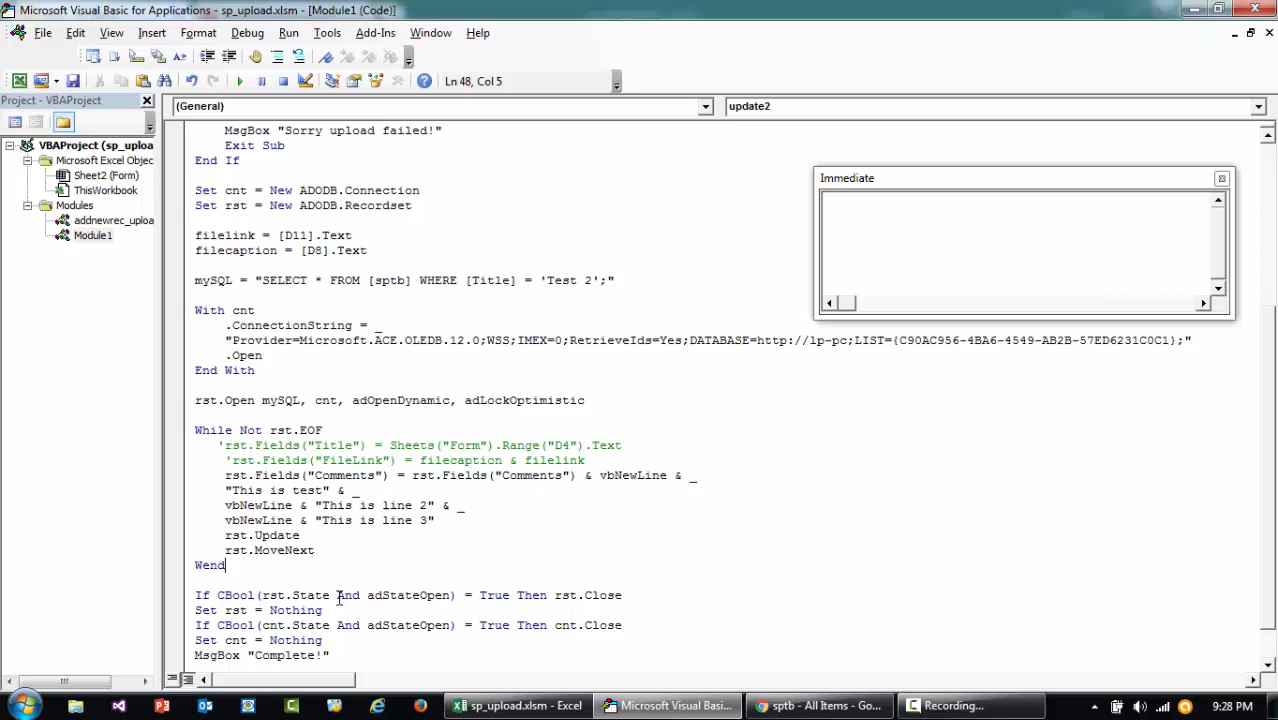 Microsoft Visual Basic for Applications - sp_upload.xlsm - [Module1 (Code)]
File Edit View Insert Format Debug Run Tools Add-Ins Window Help
Ln 48, Col 5
Project - VBAProject
(General)
update2
VBAProject (sp_uploa
Microsoft Excel Objec
Sheet2 (Form)
ThisWorkbook
Modules
addnewrec_uploa
Module1
MsgBox "Sorry upload failed!"
Exit Sub
End If
Set cnt = New ADODB.Connection
Set rst = New ADODB.Recordset
filelink = [D11].Text
filecaption = [D8].Text
mySQL = "SELECT * FROM [sptb] WHERE [Title] = 'Test 2';"
With cnt
.ConnectionString = _
"Provider=Microsoft.ACE.OLEDB.12.0;WSS;IMEX=0;RetrieveIds=Yes;DATABASE=http://lp-pc;LIST={C90AC956-4BA6-4549-AB2B-57ED6231C0C1};"
.Open
End With
rst.Open mySQL, cnt, adOpenDynamic, adLockOptimistic
While Not rst.EOF
'rst.Fields("Title") = Sheets("Form").Range("D4").Text
'rst.Fields("FileLink") = filecaption & filelink
rst.Fields("Comments") = rst.Fields("Comments") & vbNewLine & _
"This is test" & _
vbNewLine & "This is line 2" & _
vbNewLine & "This is line 3"
rst.Update
rst.MoveNext
Wend
If CBool(rst.State And adStateOpen) = True Then rst.Close
Set rst = Nothing
If CBool(cnt.State And adStateOpen) = True Then cnt.Close
Set cnt = Nothing
MsgBox "Complete!"
Immediate
sp_upload.xlsm - Excel
Microsoft Visual Basi...
sptb - All Items - Go...
Recording...
9:28 PM